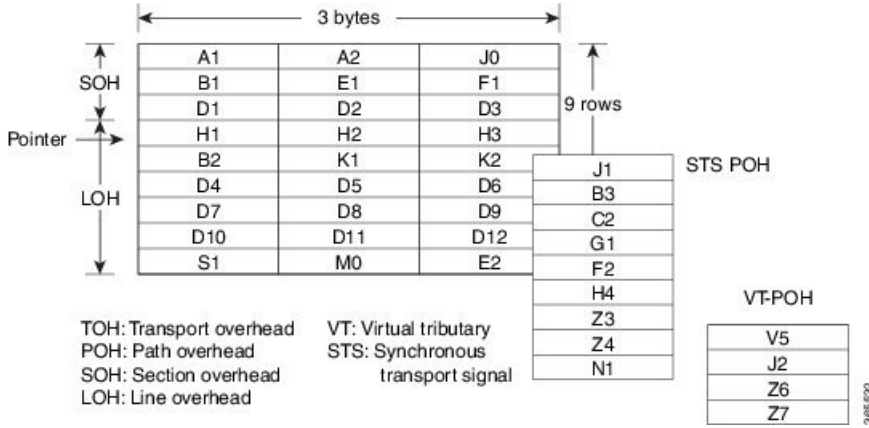 3 bytes
A1 A2 J0
SOH B1 E1 F1
D1 D2 D3 9 rows
Pointer H1 H2 H3
B2 K1 K2
J1 STS POH
D4 D5 D6
B3
LOH D7 D8 D9
C2
D10 D11 D12
G1
S1 M0 E2
F2
H4
VT-POH
Z3
TOH: Transport overhead VT: Virtual tributary
V5
POH: Path overhead STS: Synchronous
Z4
J2
SOH: Section overhead transport signal
N1
Z6
LOH: Line overhead
Z7